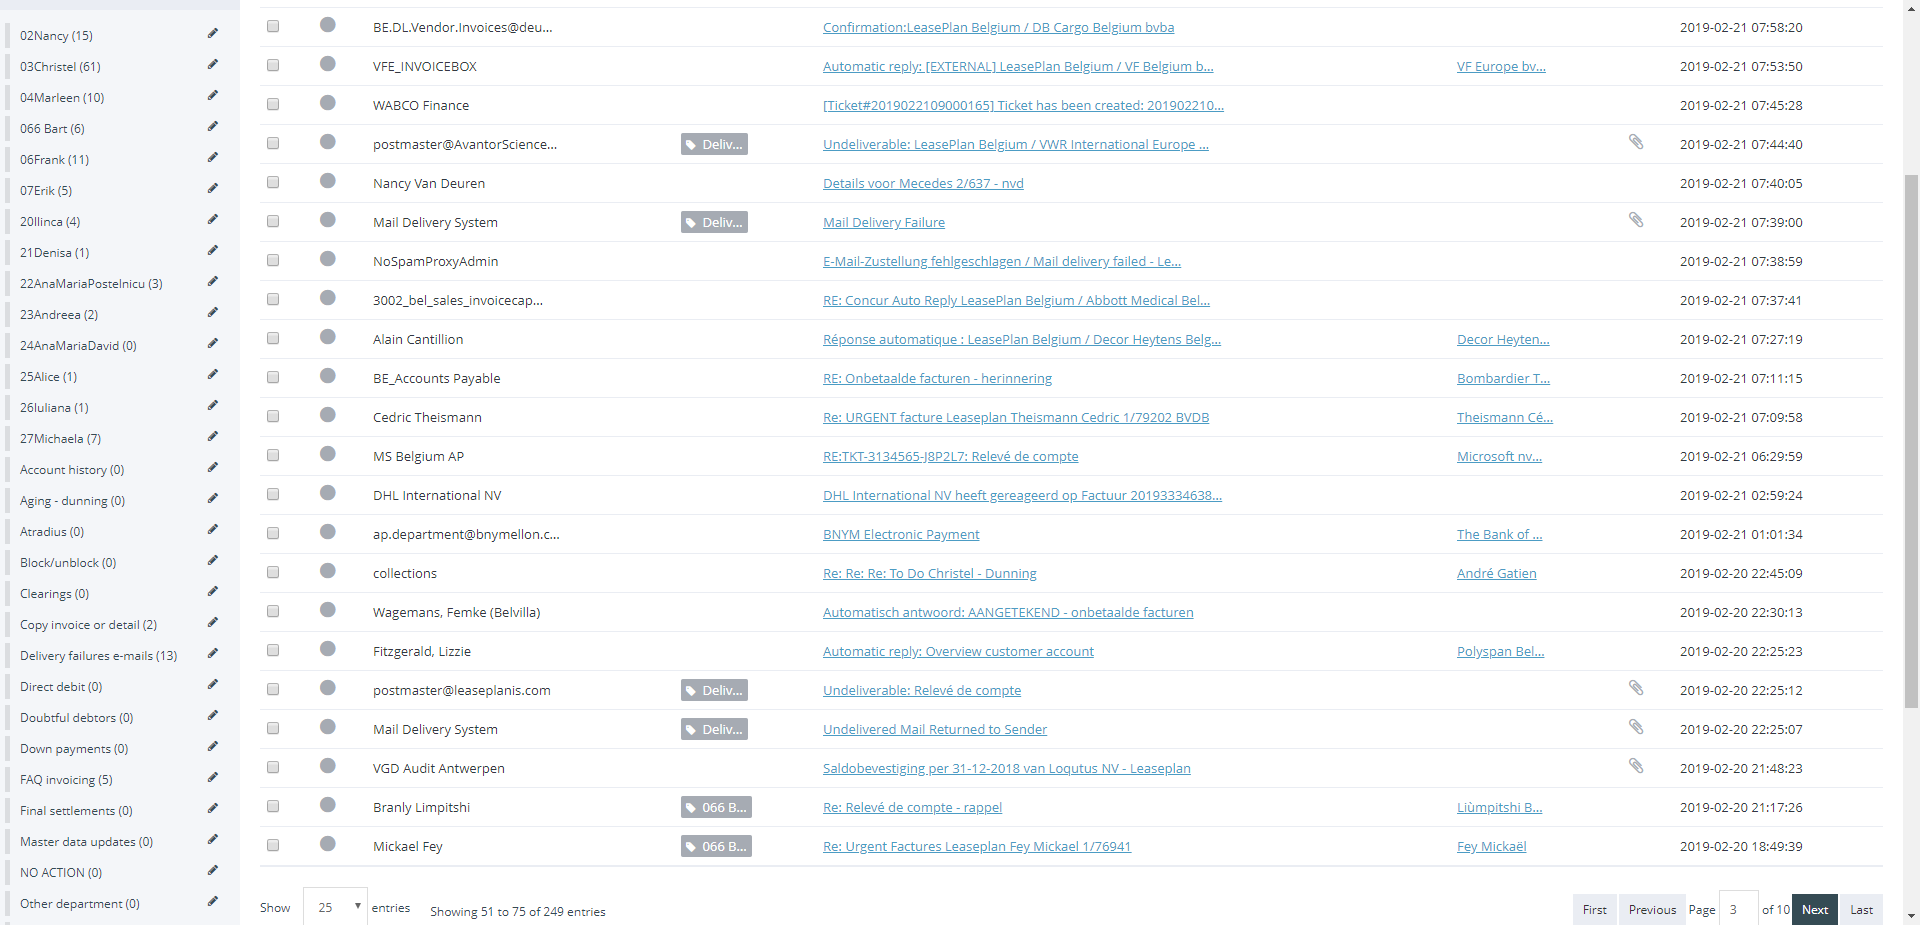 02Nancy (15)
03Christel (61)
04Marleen (10)
066 Bart (6)
06Frank (11)
07Erik (5)
20Ilinca (4)
21Denisa (1)
22AnaMariaPostelnicu (3)
23Andreea (2)
24AnaMariaDavid (0)
25Alice (1)
26Iuliana (1)
27Michaela (7)
Account history (0)
Aging - dunning (0)
Atradius (0)
Block/unblock (0)
Clearings (0)
Copy invoice or detail (2)
Delivery failures e-mails (13)
Direct debit (0)
Doubtful debtors (0)
Down payments (0)
FAQ invoicing (5)
Final settlements (0)
Master data updates (0)
NO ACTION (0)
Other department (0)
BE.DL.Vendor.Invoices@deu... Confirmation:LeasePlan Belgium / DB Cargo Belgium bvba 2019-02-21 07:58:20
VFE_INVOICEBOX Automatic reply: [EXTERNAL] LeasePlan Belgium / VF Belgium b... VF Europe bv... 2019-02-21 07:53:50
WABCO Finance [Ticket#2019022109000165] Ticket has been created: 201902210... 2019-02-21 07:45:28
postmaster@AvantorScience... Deliv... Undeliverable: LeasePlan Belgium / VWR International Europe ... 2019-02-21 07:44:40
Nancy Van Deuren Details voor Mecedes 2/637 - nvd 2019-02-21 07:40:05
Mail Delivery System Deliv... Mail Delivery Failure 2019-02-21 07:39:00
NoSpamProxyAdmin E-Mail-Zustellung fehlgeschlagen / Mail delivery failed - Le... 2019-02-21 07:38:59
3002_bel_sales_invoicecap... RE: Concur Auto Reply LeasePlan Belgium / Abbott Medical Bel... 2019-02-21 07:37:41
Alain Cantillion Réponse automatique : LeasePlan Belgium / Decor Heytens Belg... Decor Heyten... 2019-02-21 07:27:19
BE_Accounts Payable RE: Onbetaalde facturen - herinnering Bombardier T... 2019-02-21 07:11:15
Cedric Theismann Re: URGENT facture Leaseplan Theismann Cedric 1/79202 BVDB Theismann Cé... 2019-02-21 07:09:58
MS Belgium AP RE:TKT-3134565-J8P2L7: Relevé de compte Microsoft nv... 2019-02-21 06:29:59
DHL International NV DHL International NV heeft gereageerd op Factuur 20193334638... 2019-02-21 02:59:24
ap.department@bnymellon.c... BNYM Electronic Payment The Bank of ... 2019-02-21 01:01:34
collections Re: Re: Re: To Do Christel - Dunning André Gatien 2019-02-20 22:45:09
Wagemans, Femke (Belvilla) Automatisch antwoord: AANGETEKEND - onbetaalde facturen 2019-02-20 22:30:13
Fitzgerald, Lizzie Automatic reply: Overview customer account Polyspan Bel... 2019-02-20 22:25:23
postmaster@leaseplanis.com Deliv... Undeliverable: Relevé de compte 2019-02-20 22:25:12
Mail Delivery System Deliv... Undelivered Mail Returned to Sender 2019-02-20 22:25:07
VGD Audit Antwerpen Saldobevestiging per 31-12-2018 van Loqutus NV - Leaseplan 2019-02-20 21:48:23
Branly Limpitshi 066 B... Re: Relevé de compte - rappel Liùmpitshi B... 2019-02-20 21:17:26
Mickael Fey 066 B... Re: Urgent Factures Leaseplan Fey Mickael 1/76941 Fey Mickaël 2019-02-20 18:49:39
Show 25 entries Showing 51 to 75 of 249 entries First Previous Page 3 of 10 Next Last